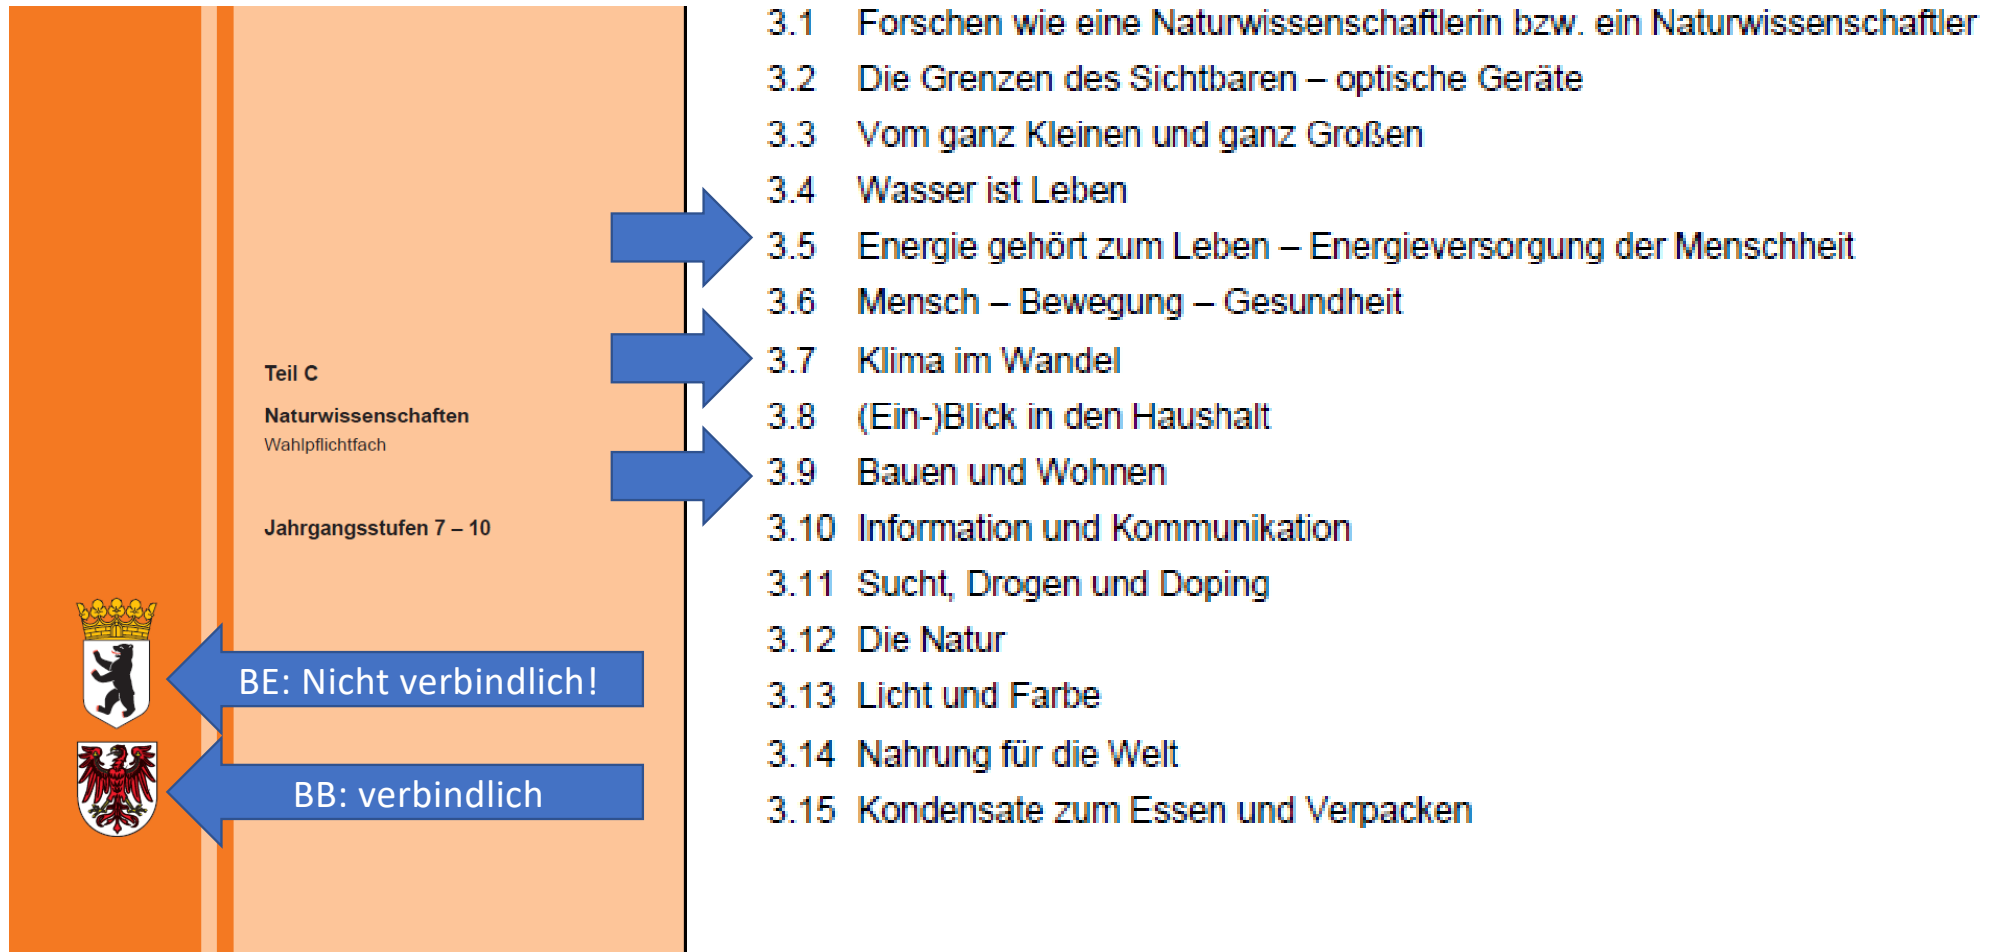 Teil C
Naturwissenschaften
Wahlpflichtfach
Jahrgangsstufen 7 – 10
BE: Nicht verbindlich!
BB: verbindlich
3.1 Forschen wie eine Naturwissenschaftlerin bzw. ein Naturwissenschaftler
3.2 Die Grenzen des Sichtbaren – optische Geräte
3.3 Vom ganz Kleinen und ganz Großen
3.4 Wasser ist Leben
3.5 Energie gehört zum Leben – Energieversorgung der Menschheit
3.6 Mensch – Bewegung – Gesundheit
3.7 Klima im Wandel
3.8 (Ein-)Blick in den Haushalt
3.9 Bauen und Wohnen
3.10 Information und Kommunikation
3.11 Sucht, Drogen und Doping
3.12 Die Natur
3.13 Licht und Farbe
3.14 Nahrung für die Welt
3.15 Kondensate zum Essen und Verpacken